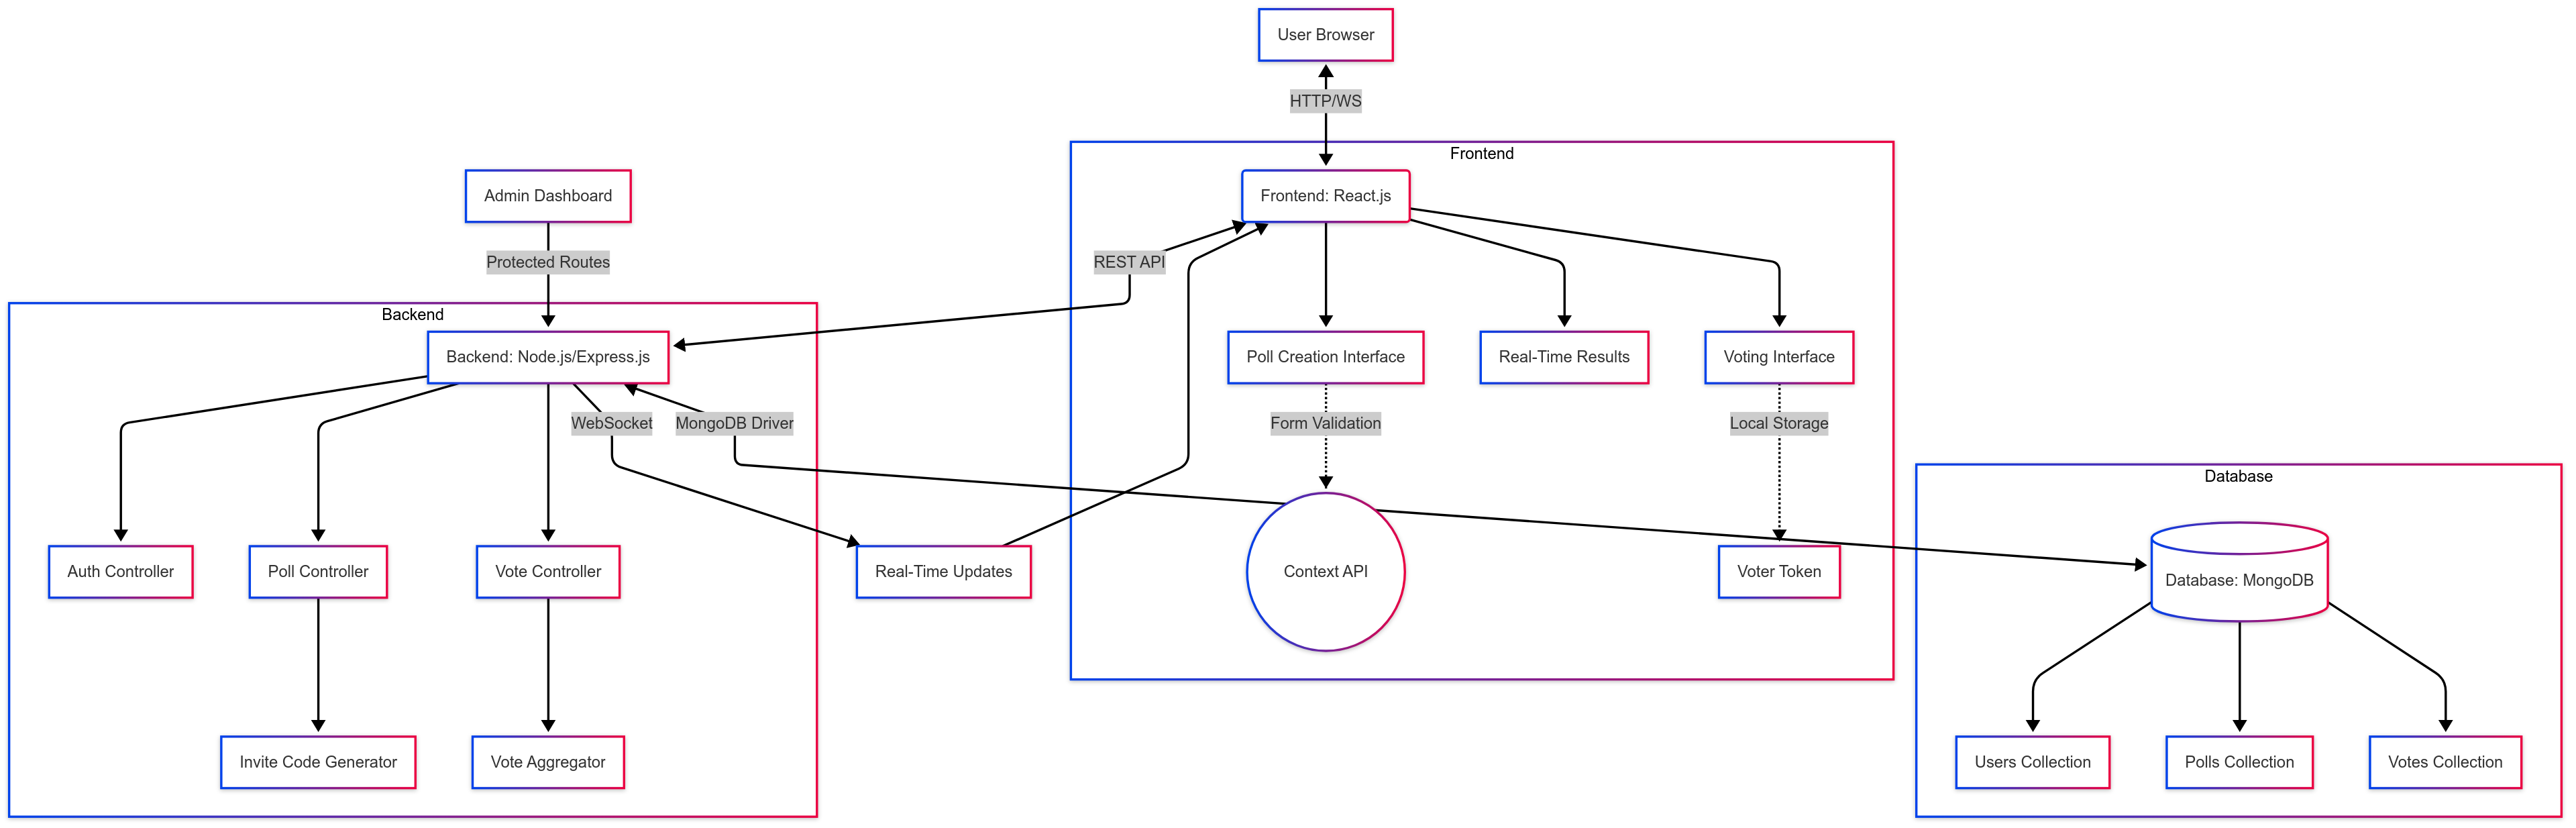 User Browser
HTTP/WS
Frontend
Admin Dashboard
Frontend: React.js
Protected Routes
REST API
Backend
Backend: Node.js/Express.js
Poll Creation Interface
Real-Time Results
Voting Interface
WebSocket
MongoDB Driver
Form Validation
Local Storage
Database
Auth Controller
Poll Controller
Vote Controller
Real-Time Updates
Context API
Voter Token
Database: MongoDB
Invite Code Generator
Vote Aggregator
Users Collection
Polls Collection
Votes Collection